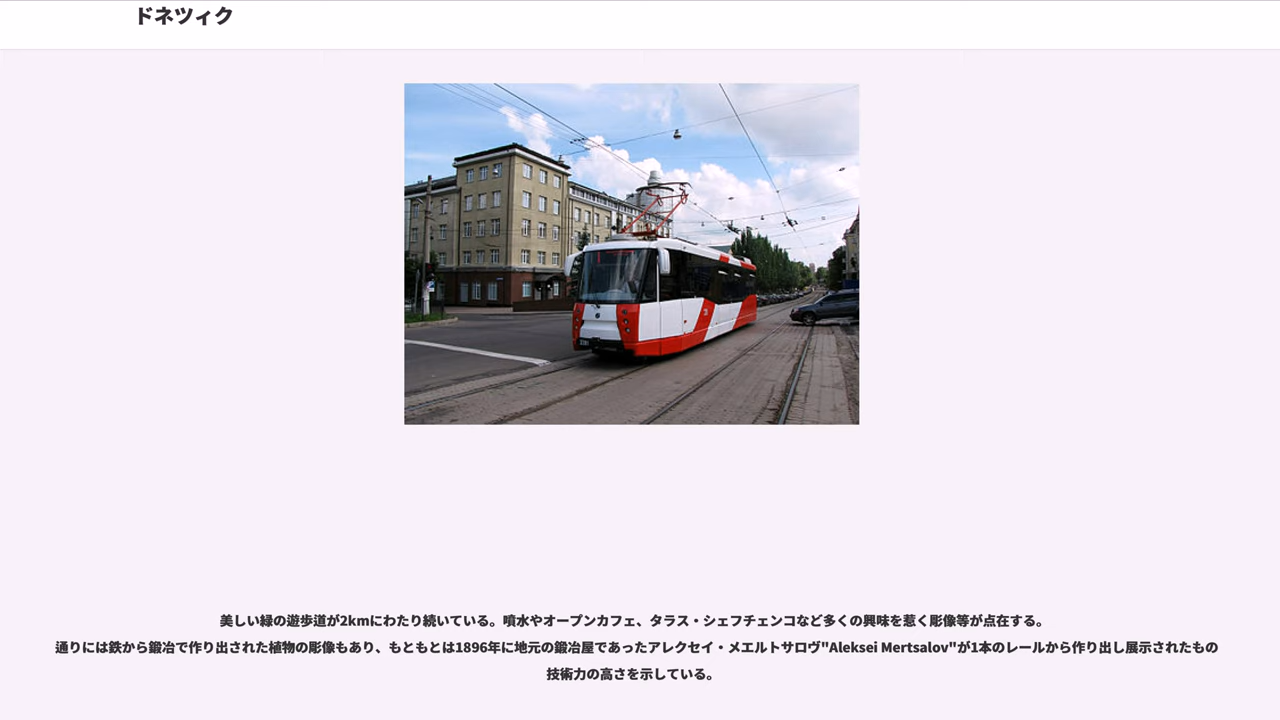 ドネツィク
美しい緑の遊歩道が2kmにわたり続いている。噴水やオープンカフェ、タラス・シェフチェンコなど多くの興味を惹く彫像等が点在する。
通りには鉄から鍛冶で作り出された植物の彫像もあり、もともとは1896年に地元の鍛冶屋であったアレクセイ・メエルトサロヴ"Aleksei Mertsalov"が1本のレールから作り出し展示されたもの
技術力の高さを示している。